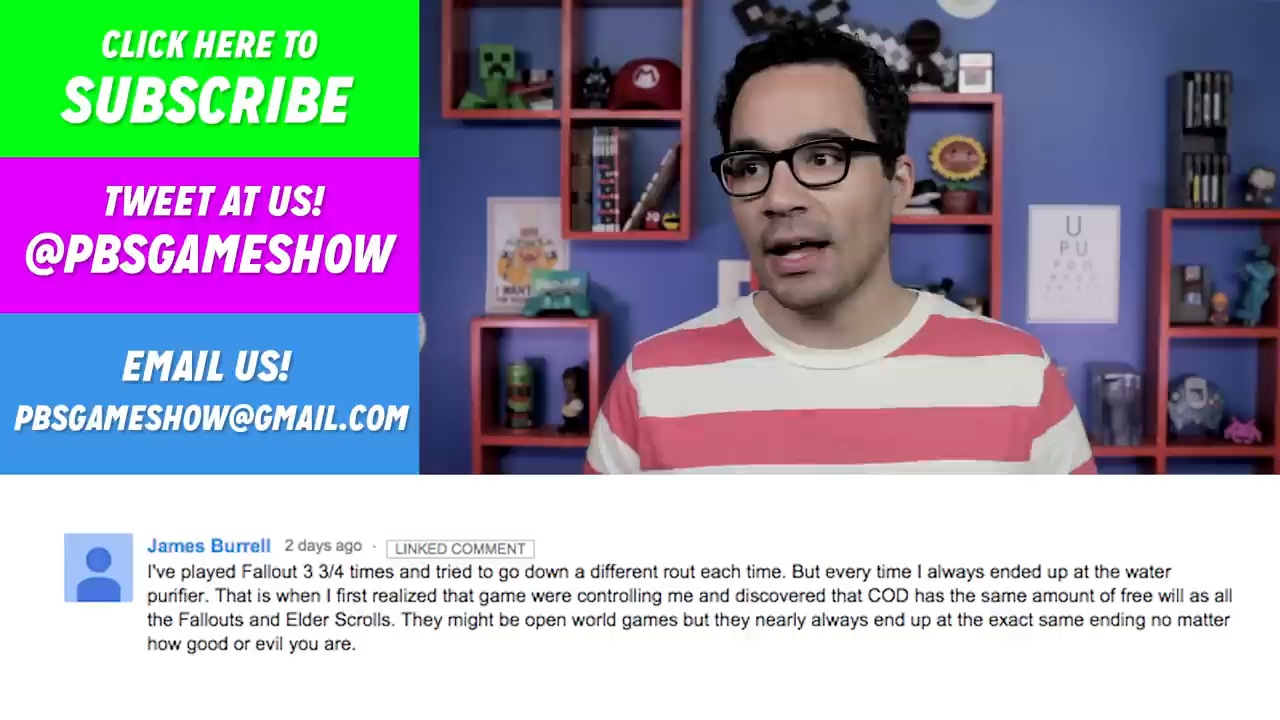 CLICK HERE TO
SUBSCRIBE
TWEET AT US!
@PBSGAMESHOW
EMAIL US!
PBSGAMESHOW@GMAIL.COM
I WANT
U
P U
James Burrell 2 days ago · LINKED COMMENT
I've played Fallout 3 3/4 times and tried to go down a different rout each time. But every time I always ended up at the water
purifier. That is when I first realized that game were controlling me and discovered that COD has the same amount of free will as all
the Fallouts and Elder Scrolls. They might be open world games but they nearly always end up at the exact same ending no matter
how good or evil you are.